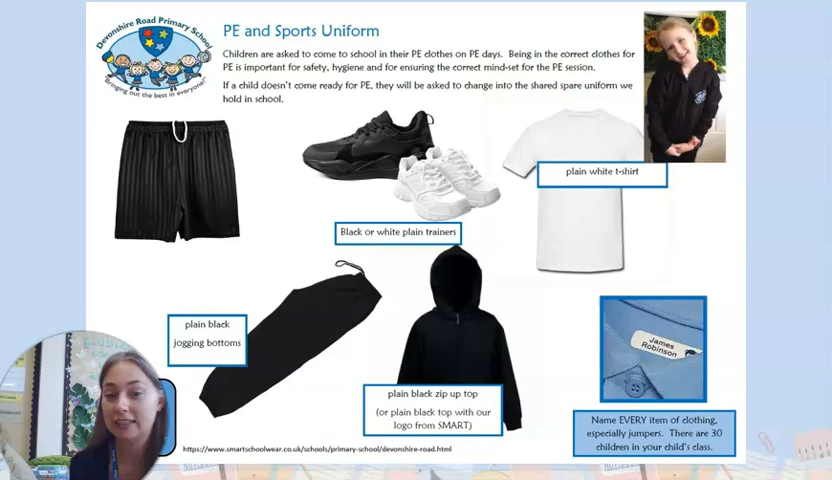 Devonshire Road Primary School
"Bringing out the best in everyone!"
PE and Sports Uniform
Children are asked to come to school in their PE clothes on PE days. Being in the correct clothes for
PE is important for safety, hygiene and for ensuring the correct mind-set for the PE session.
If a child doesn't come ready for PE, they will be asked to change into the shared spare uniform we
hold in school.
plain white t-shirt
Black or white plain trainers
plain black
jogging bottoms
James
Robinson
plain black zip up top
(or plain black top with our
logo from SMART)
Name EVERY item of clothing,
especially jumpers. There are 30
children in your child's class.
https://www.smartschoolwear.co.uk/schools/primary-school/devonshire-road.html